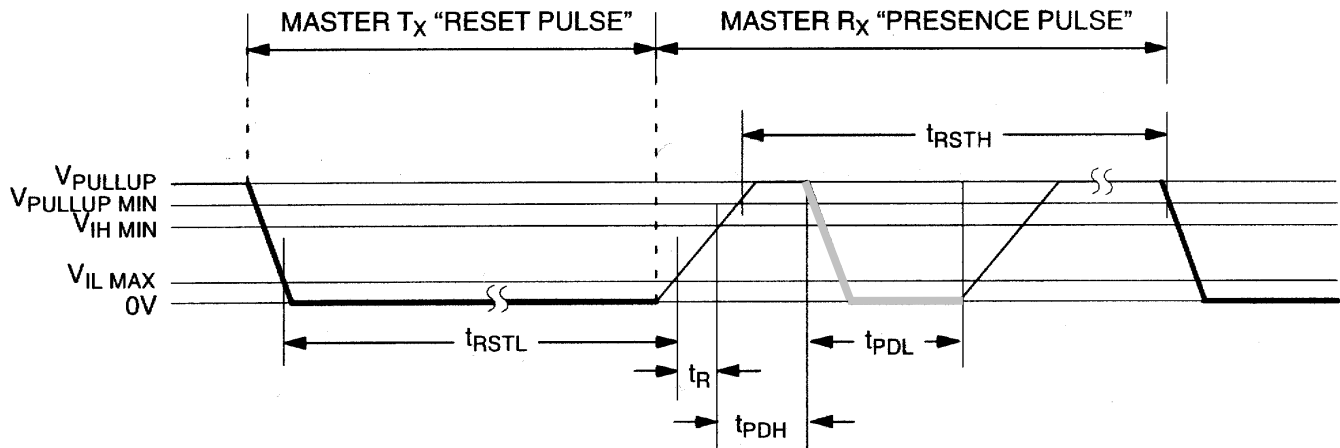 MASTER TX “RESET PULSE” MASTER RX “PRESENCE PULSE”
tRSTH
VPULLUP
VPULLUP MIN
VIH MIN
VIL MAX
0V
tRSTL
tPDL
tR
tPDH